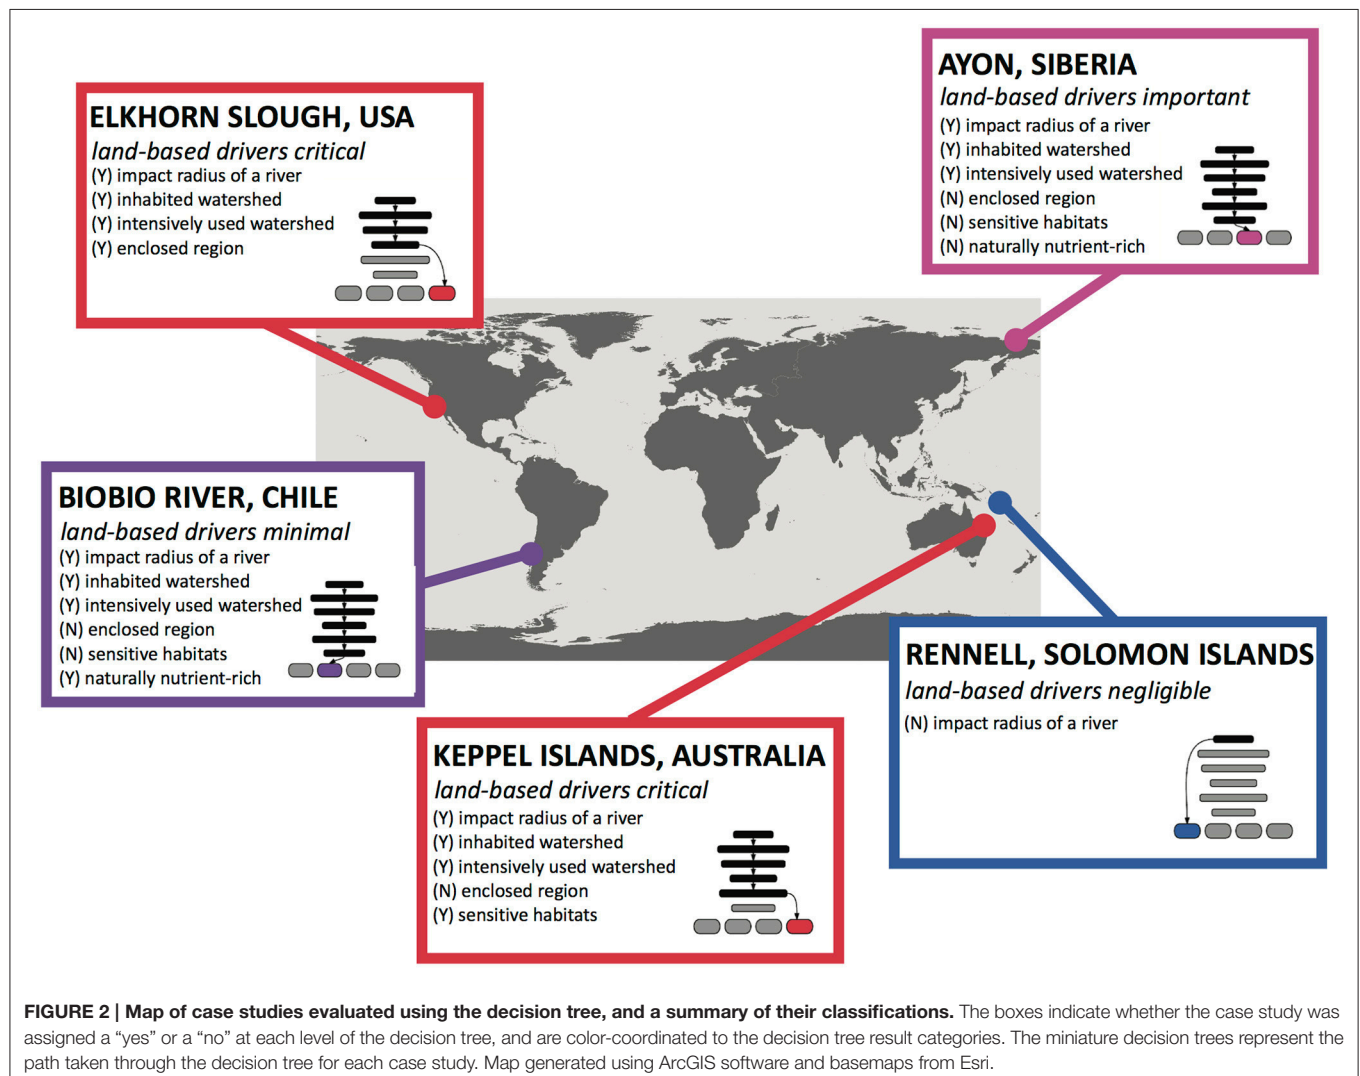 ELKHORN SLOUGH, USA
land-based drivers critical
(Y) impact radius of a river
(Y) inhabited watershed
(Y) intensively used watershed
(Y) enclosed region
AYON, SIBERIA
land-based drivers important
(Y) impact radius of a river
(Y) inhabited watershed
(Y) intensively used watershed
(N) enclosed region
(N) sensitive habitats
(N) naturally nutrient-rich
BIOBIO RIVER, CHILE
land-based drivers minimal
(Y) impact radius of a river
(Y) inhabited watershed
(Y) intensively used watershed
(N) enclosed region
(N) sensitive habitats
(Y) naturally nutrient-rich
RENNELL, SOLOMON ISLANDS
land-based drivers negligible
(N) impact radius of a river
KEPPEL ISLANDS, AUSTRALIA
land-based drivers critical
(Y) impact radius of a river
(Y) inhabited watershed
(Y) intensively used watershed
(N) enclosed region
(Y) sensitive habitats
FIGURE 2 | Map of case studies evaluated using the decision tree, and a summary of their classifications. The boxes indicate whether the case study was
assigned a “yes” or a “no” at each level of the decision tree, and are color-coordinated to the decision tree result categories. The miniature decision trees represent the
path taken through the decision tree for each case study. Map generated using ArcGIS software and basemaps from Esri.